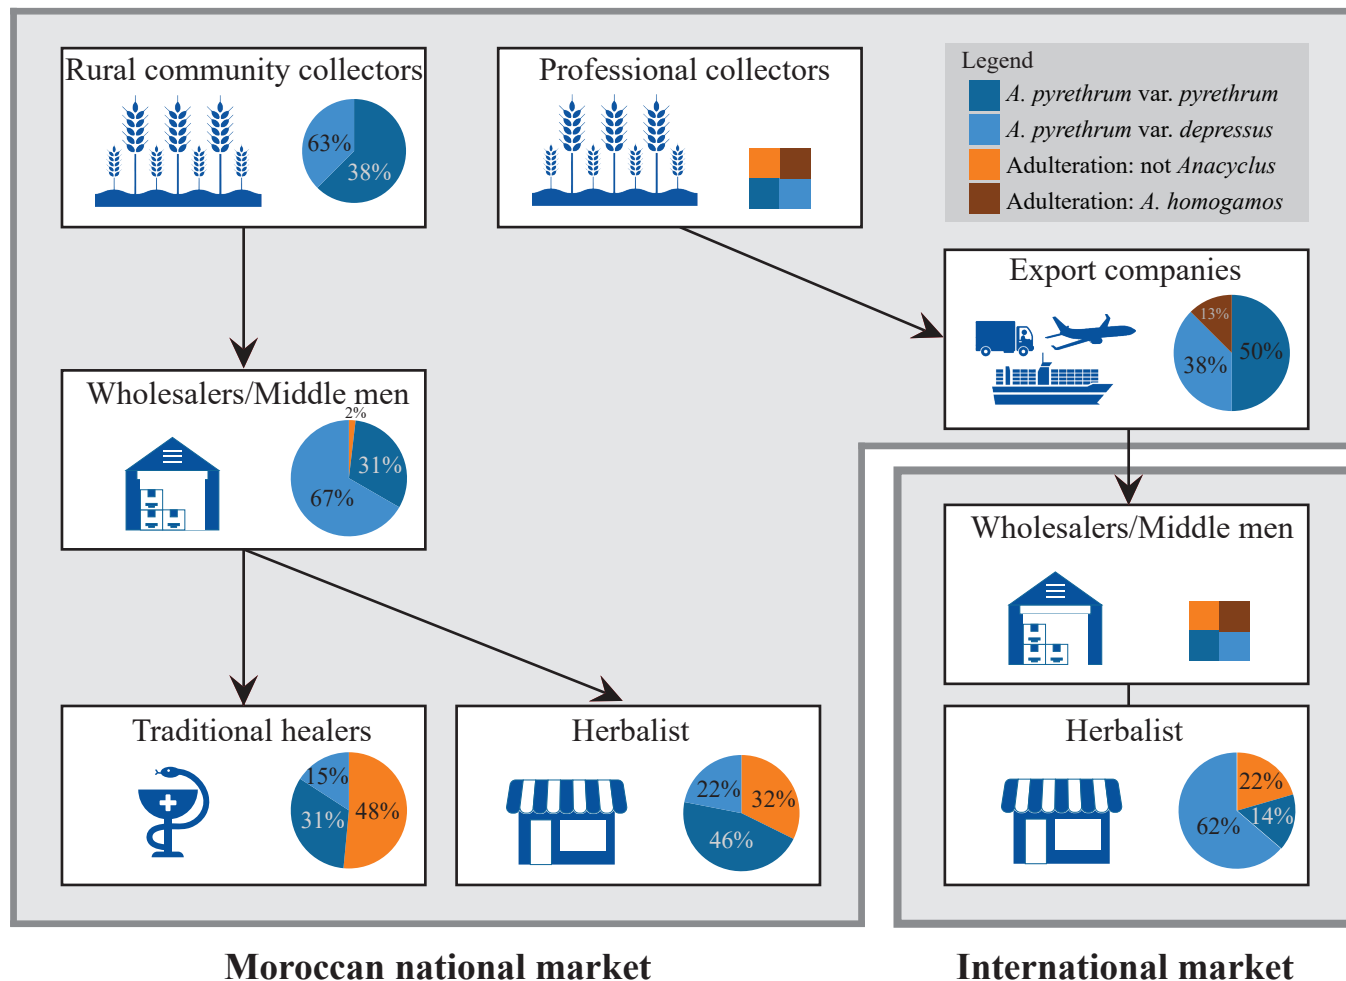 Rural community collectors
63%
38%
Professional collectors
Legend
A. pyrethrum var. pyrethrum
A. pyrethrum var. depressus
Adulteration: not Anacyclus
Adulteration: A. homogamos
Export companies
13%
50%
38%
Wholesalers/Middle men
2%
31%
67%
Wholesalers/Middle men
Traditional healers
15%
48%
31%
Herbalist
22%
32%
46%
Herbalist
22%
14%
62%
Moroccan national market
International market